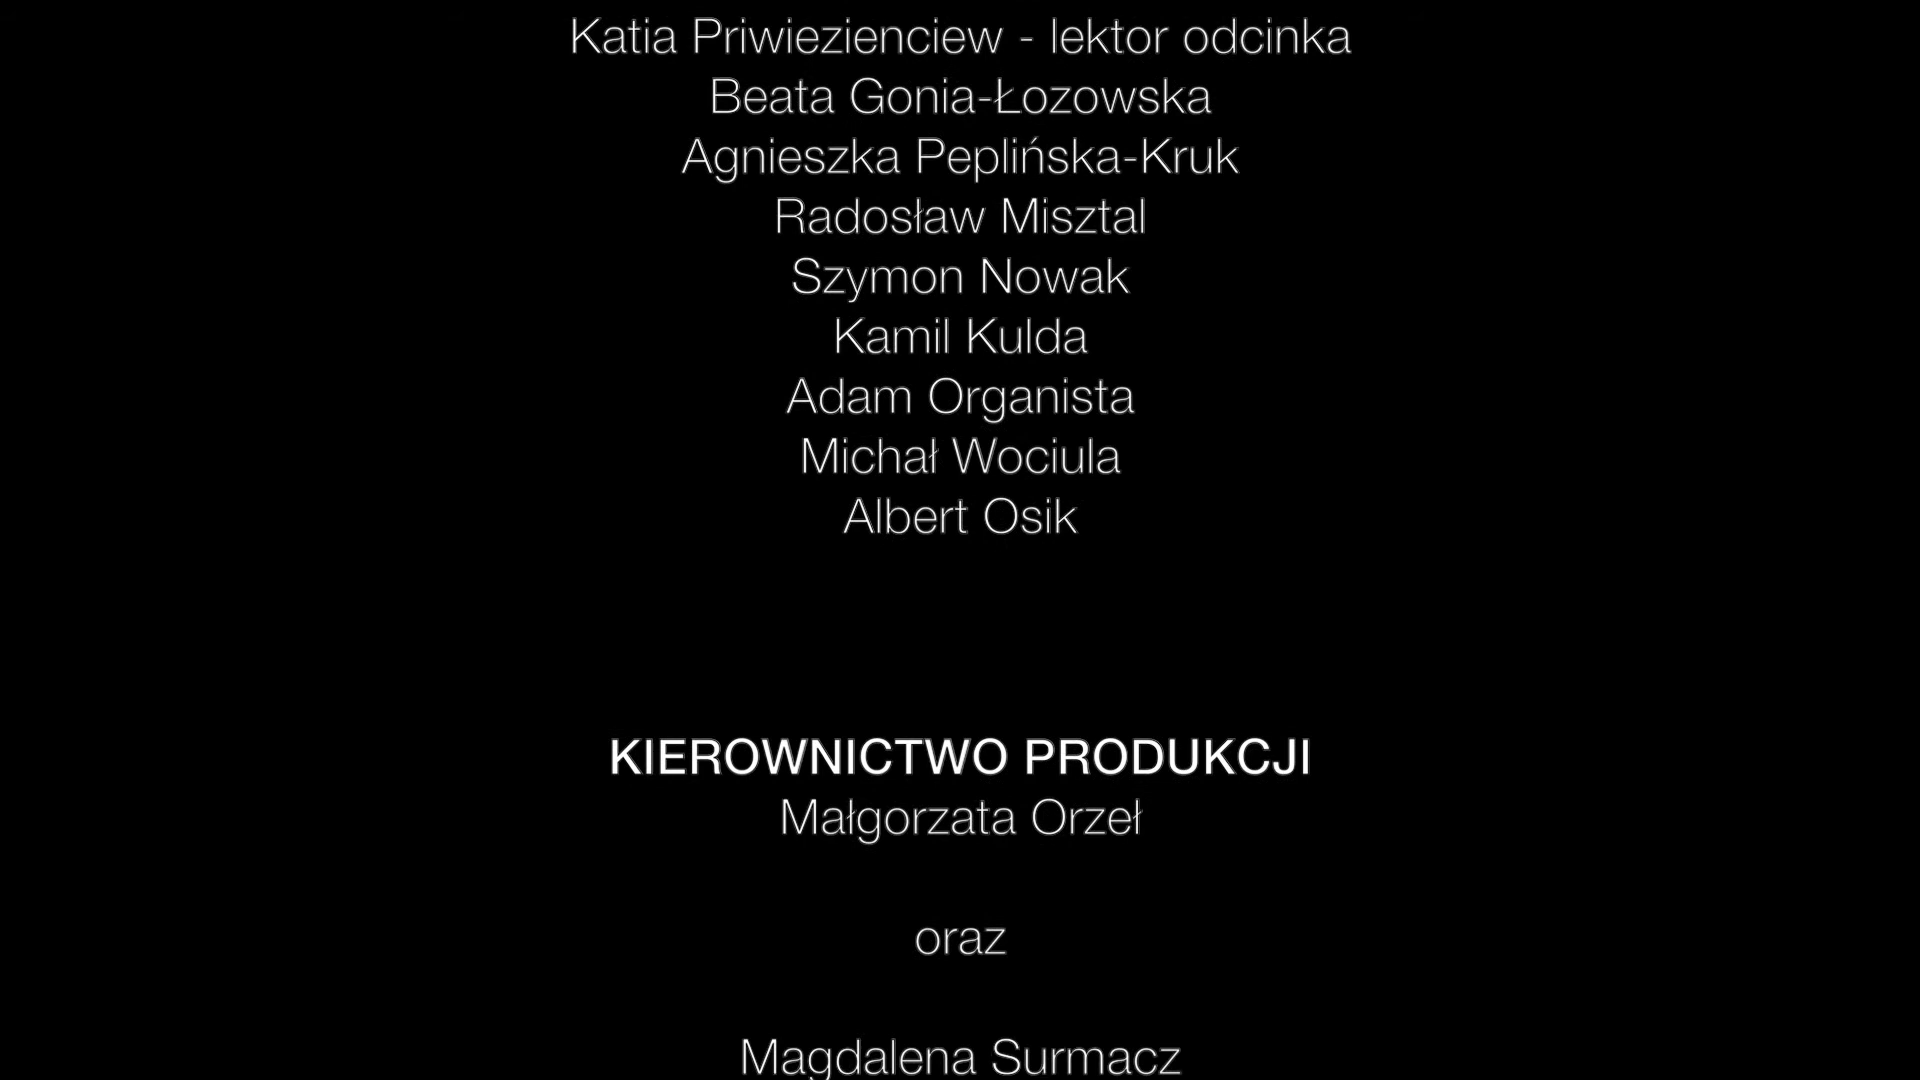 Katia Priwiezienciew - lektor odcinka
Beata Gonia-Łozowska
Agnieszka Peplińska-Kruk
Radosław Misztal
Szymon Nowak
Kamil Kulda
Adam Organista
Michał Wociula
Albert Osik
KIEROWNICTWO PRODUKCJI
Małgorzata Orzeł
oraz
Magdalena Surmacz